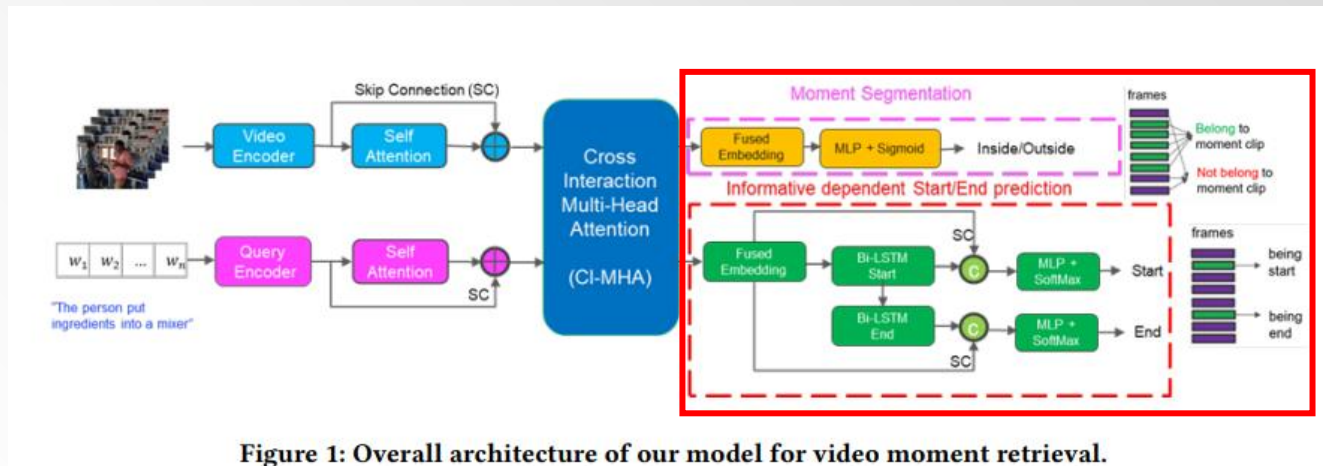 Skip Connection (SC)
Video
Encoder
Self
Attention
w₁ w₂ ... wₙ
Query
Encoder
Self
Attention
SC
"The person put
ingredients into a mixer"
Cross
Interaction
Multi-Head
Attention
(CI-MHA)
Moment Segmentation
Fused
Embedding
MLP + Sigmoid
Inside/Outside
frames
Belong to
moment clip
Not belong to
moment clip
Informative dependent Start/End prediction
Fused
Embedding
Bi-LSTM
Start
SC
C
MLP +
SoftMax
Start
Bi-LSTM
End
C
SC
MLP +
SoftMax
End
frames
being
start
being
end
Figure 1: Overall architecture of our model for video moment retrieval.